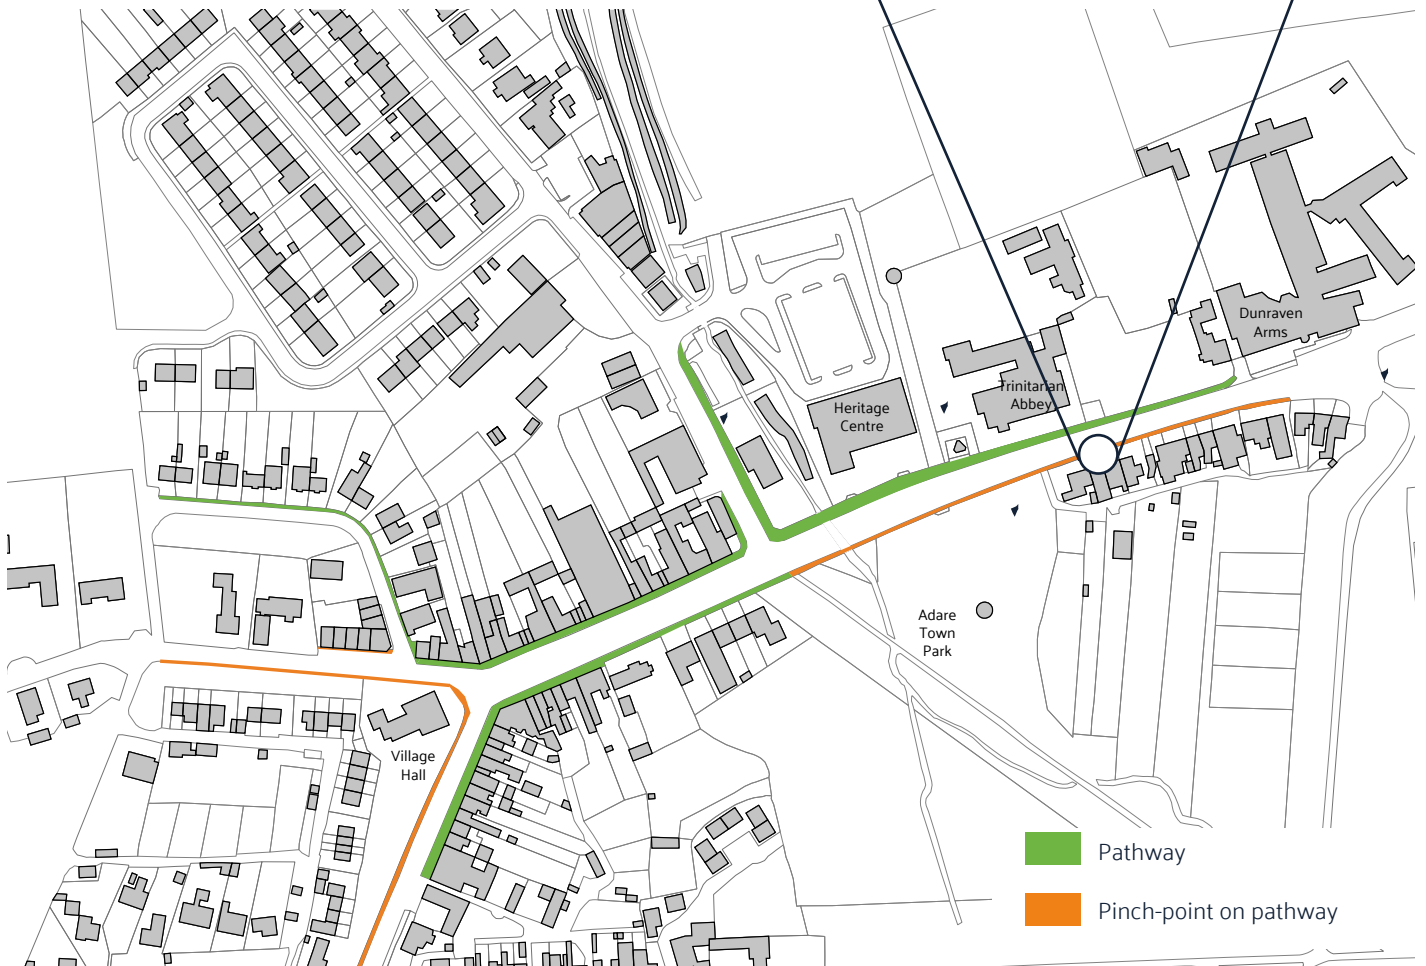 Dunraven
Arms
Trinitarian
Abbey
Heritage
Centre
Adare
Town
Park
Village
Hall
Pathway
Pinch-point on pathway